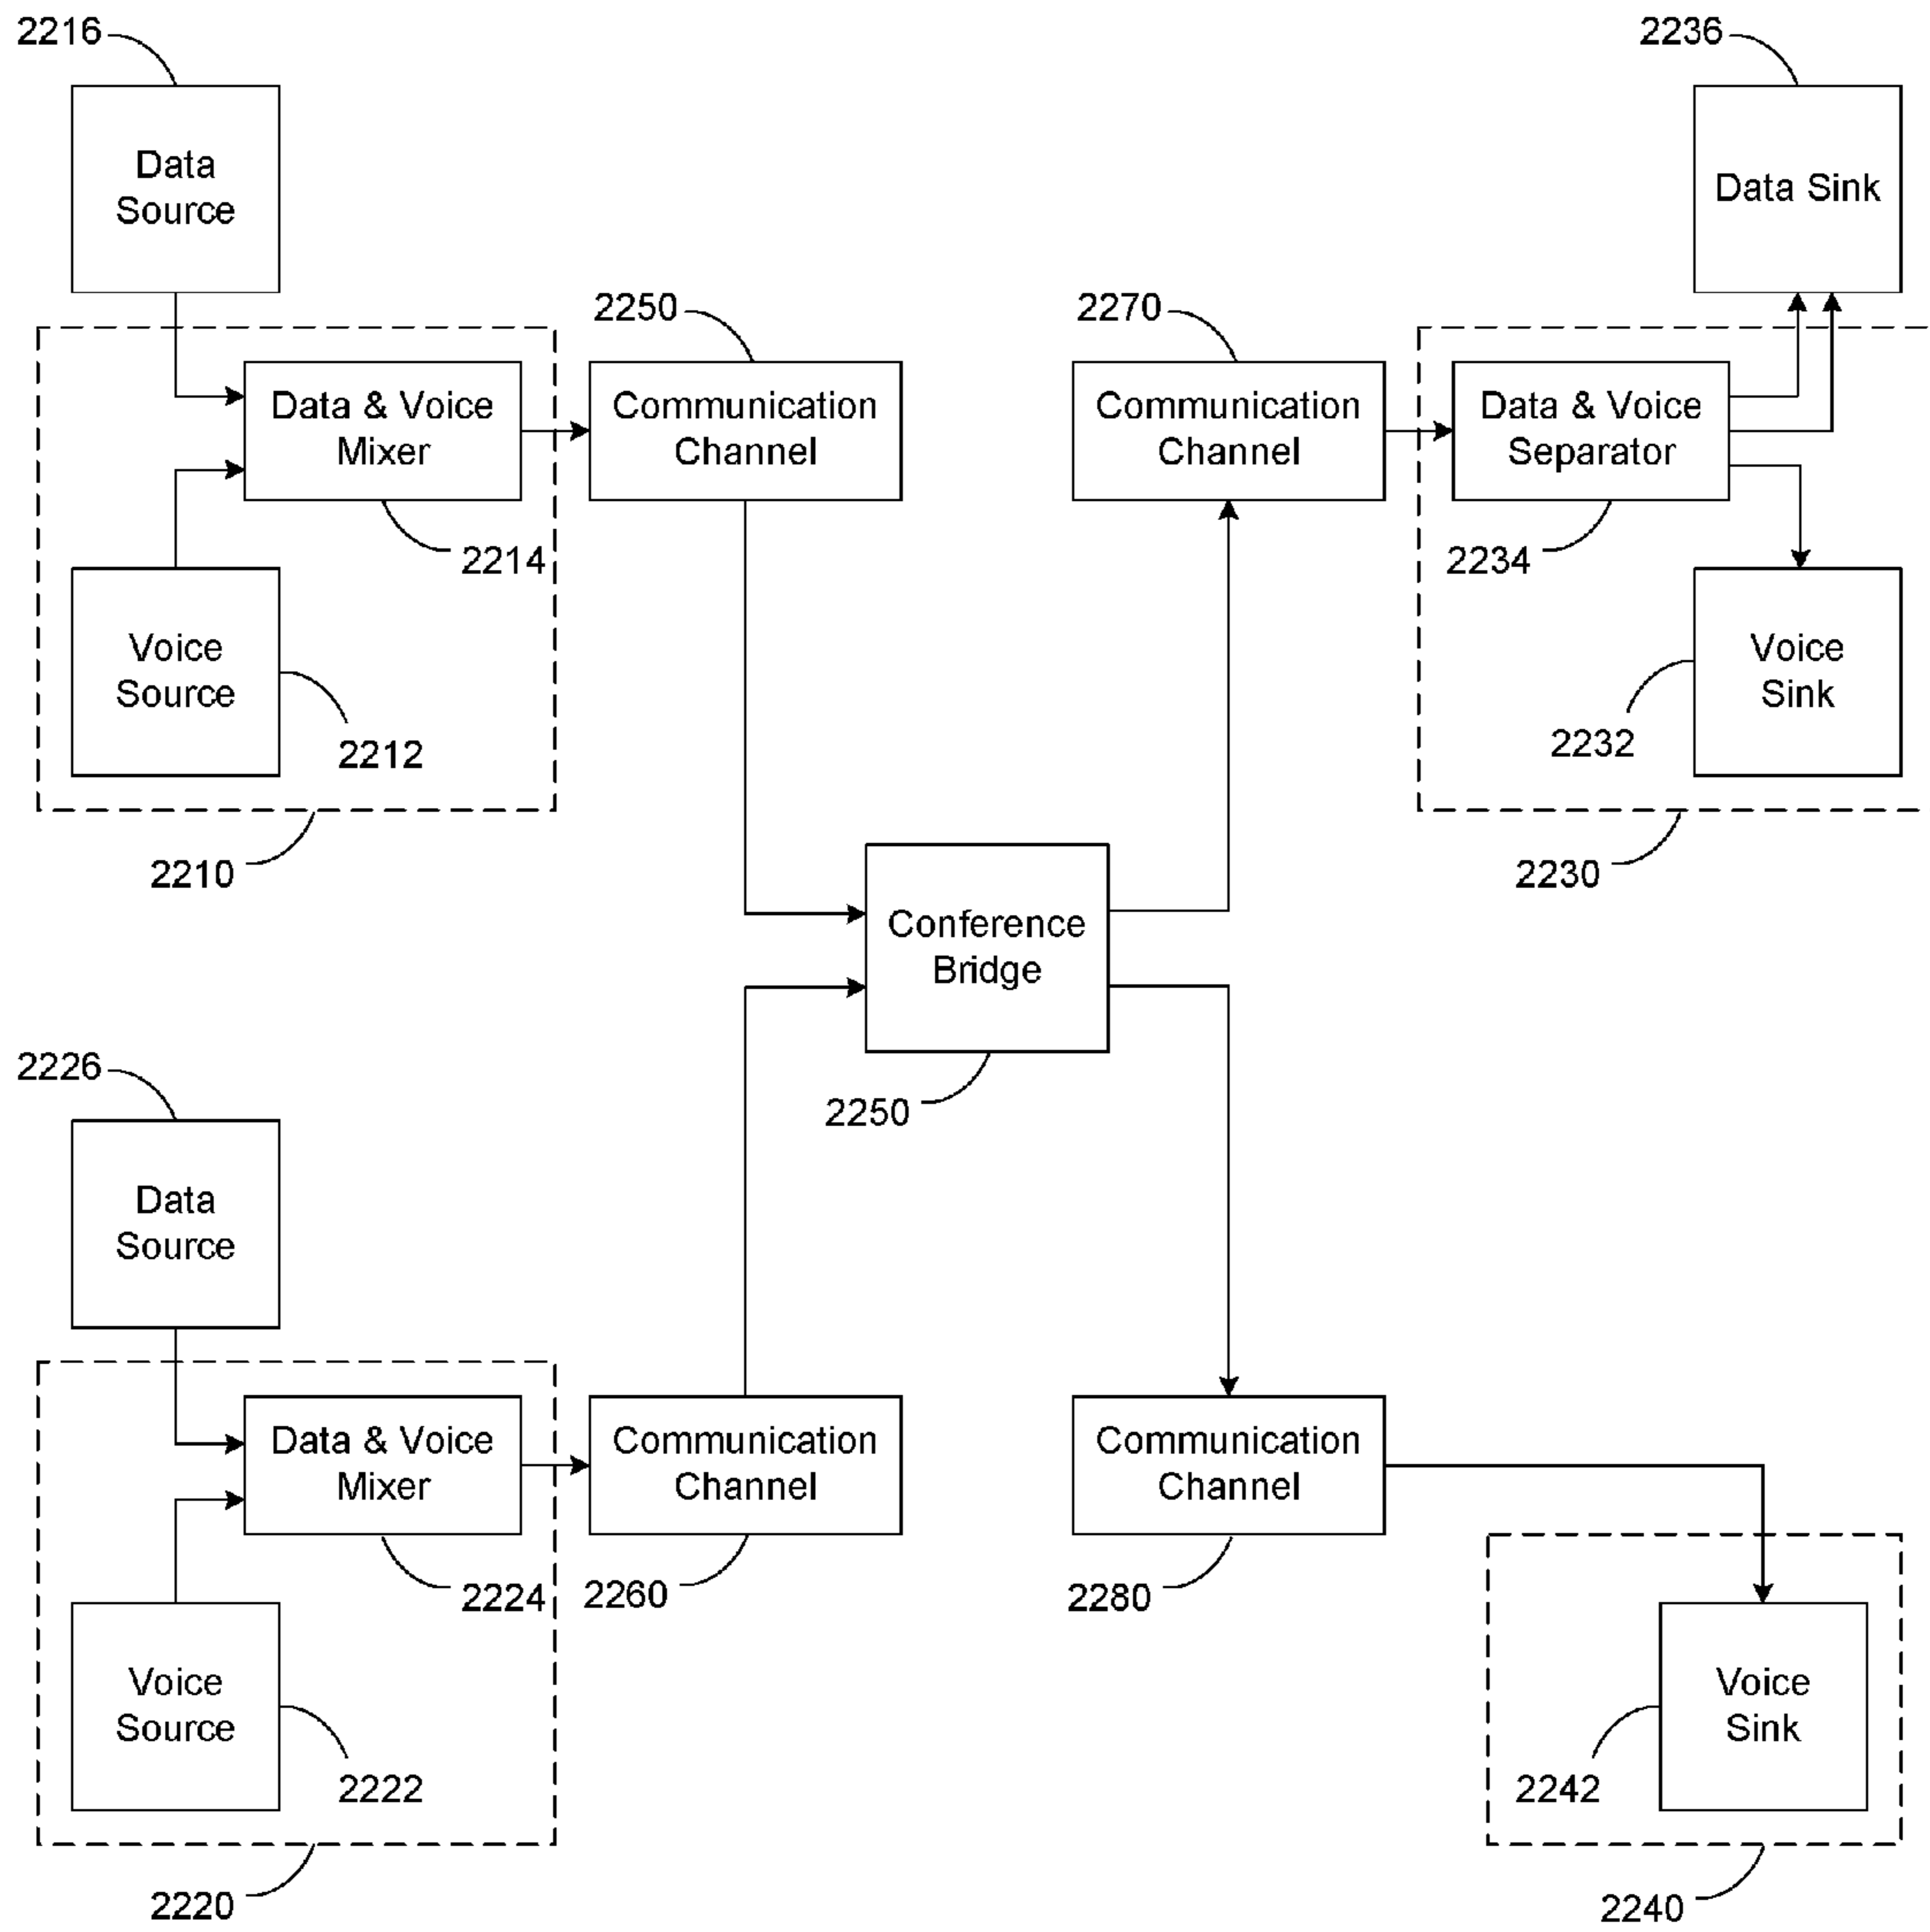 2216
2236
Data
Source
Data Sink
2250
2270
Data & Voice
Mixer
Communication
Channel
Communication
Channel
Data & Voice
Separator
2214
2234
Voice
Source
Voice
Sink
2212
2232
2210
2230
Conference
Bridge
2226
2250
Data
Source
Data & Voice
Mixer
Communication
Channel
Communication
Channel
2224
2260
2280
Voice
Source
Voice
Sink
2222
2242
2220
2240